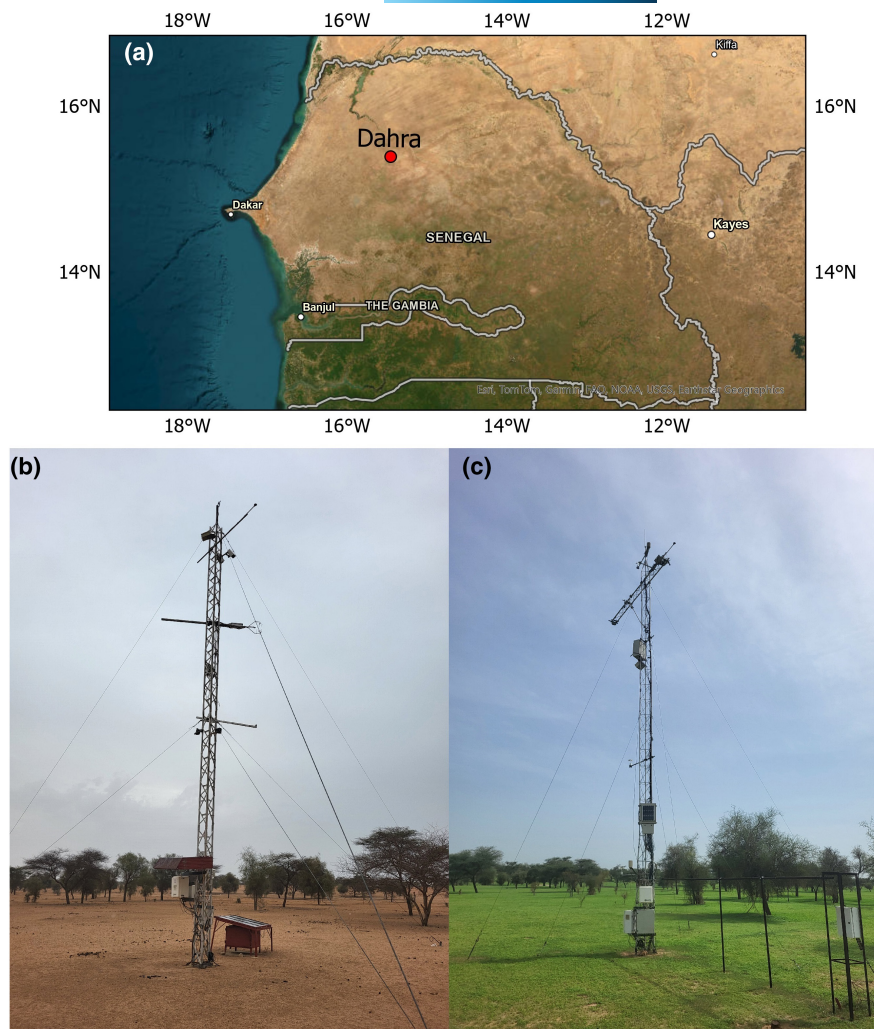 18°W 16°W 14°W 12°W
(a)
Kiffa
16°N 16°N
Dahra
Dakar
Kayes
SENEGAL
14°N 14°N
Banjul THE GAMBIA
Esri, TomTom, Garmin, FAO, NOAA, USGS, Earthstar Geographics
18°W 16°W 14°W 12°W
(b) (c)